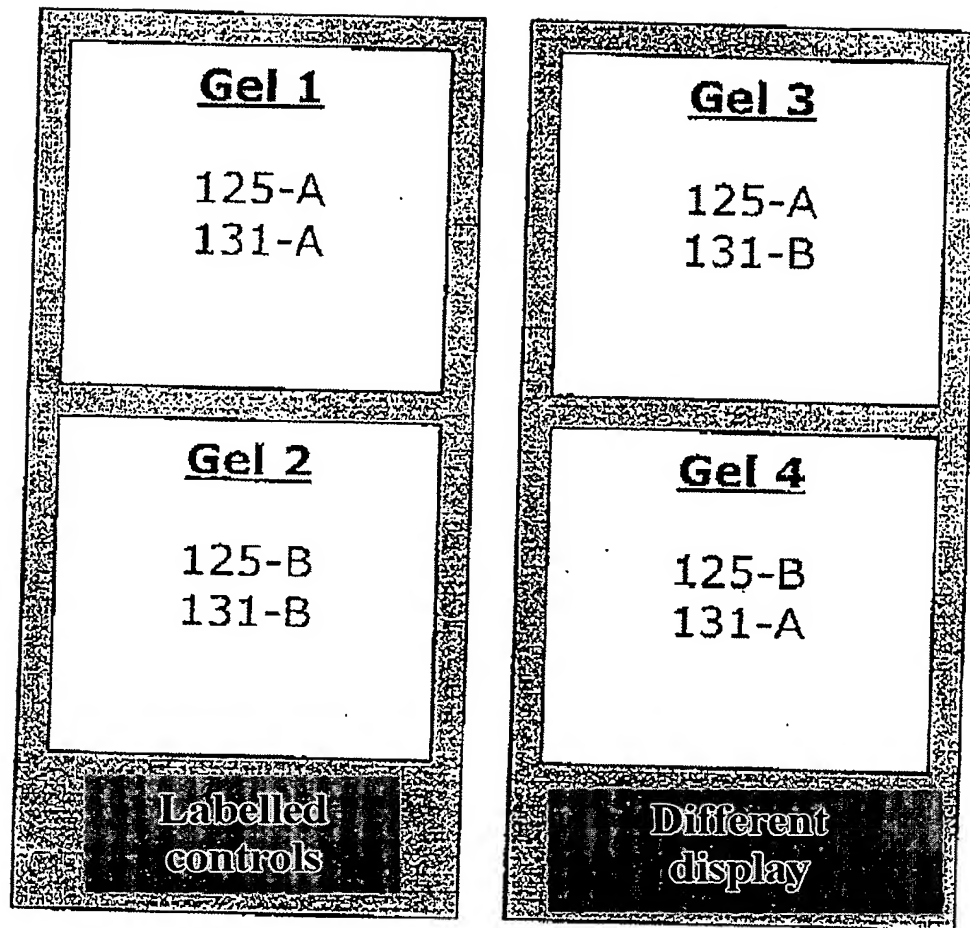 Gel 1
125-A
131-A
Gel 2
125-B
131-B
Labelled
controls
Gel 3
125-A
131-B
Gel 4
125-B
131-A
Different
display